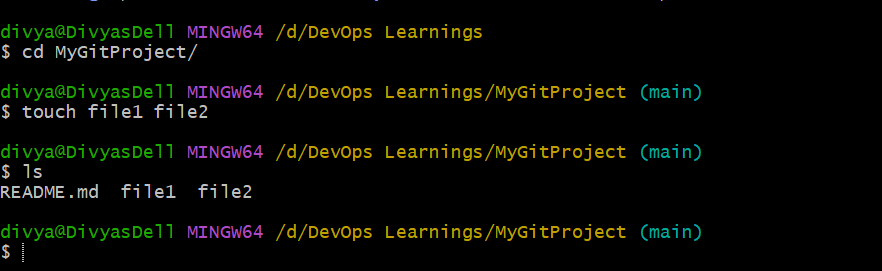 divya@DivyasDell MINGW64 /d/DevOps Learnings
$ cd MyGitProject/
divya@DivyasDell MINGW64 /d/DevOps Learnings/MyGitProject (main)
$ touch file1 file2
divya@DivyasDell MINGW64 /d/DevOps Learnings/MyGitProject (main)
$ ls
README.md  file1  file2
divya@DivyasDell MINGW64 /d/DevOps Learnings/MyGitProject (main)
$